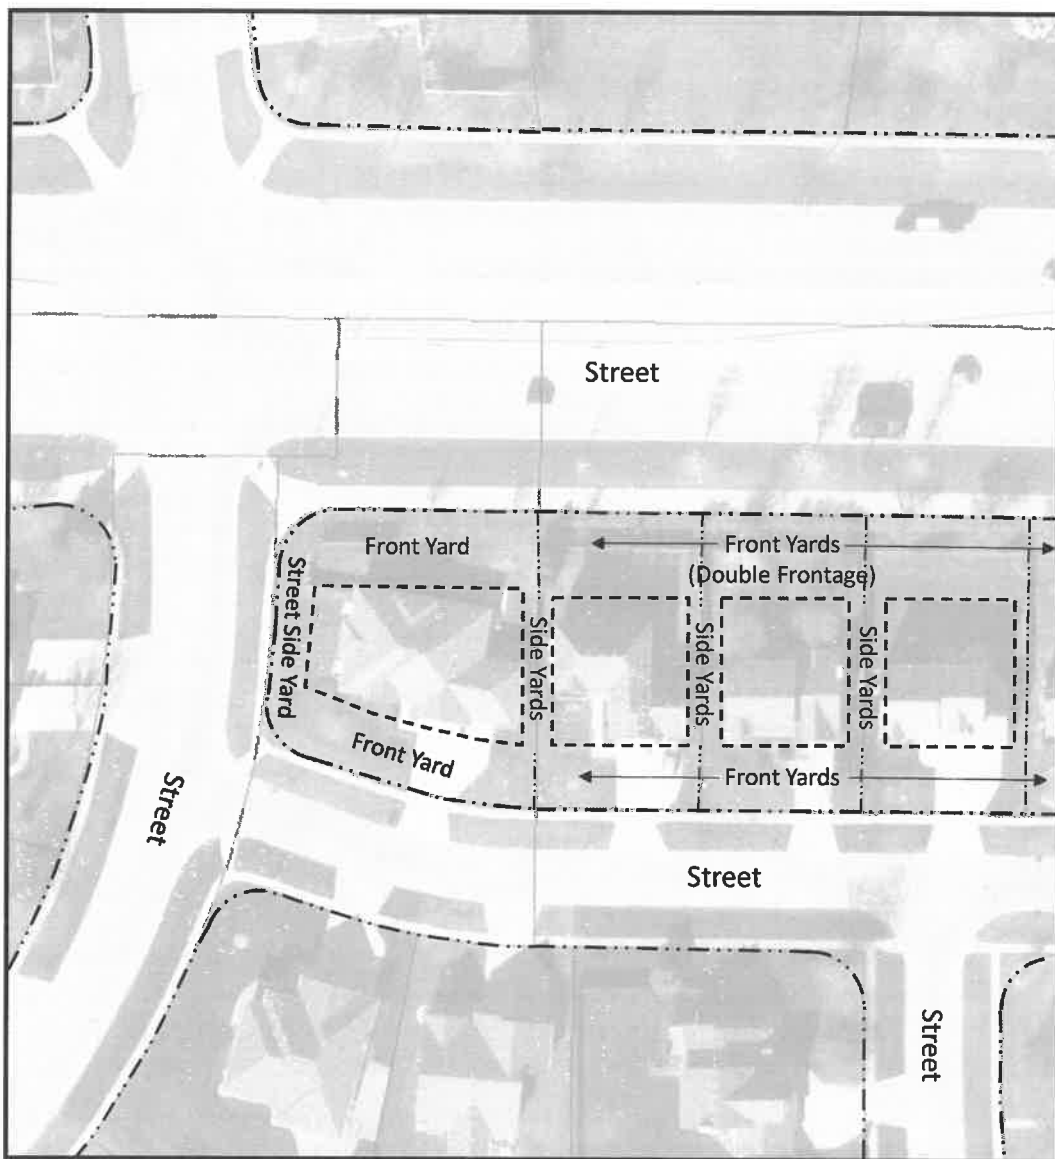 Street
Front Yard
Front Yards
(Double Frontage)
Street Side Yard
Side Yards
Side Yards
Side Yards
Front Yard
Front Yards
Street
Street
Street